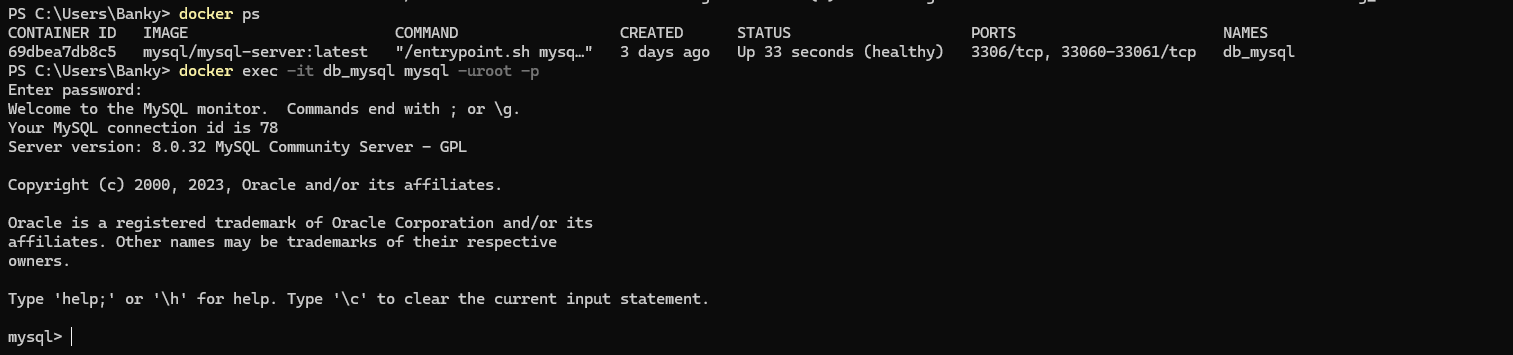 PS C:\Users\Banky> docker ps
CONTAINER ID   IMAGE                       COMMAND                  CREATED      STATUS                    PORTS                       NAMES
69dbea7db8c5   mysql/mysql-server:latest   "/entrypoint.sh mysq…"   3 days ago   Up 33 seconds (healthy)   3306/tcp, 33060-33061/tcp   db_mysql
PS C:\Users\Banky> docker exec -it db_mysql mysql -uroot -p
Enter password:
Welcome to the MySQL monitor.  Commands end with ; or \g.
Your MySQL connection id is 78
Server version: 8.0.32 MySQL Community Server - GPL

Copyright (c) 2000, 2023, Oracle and/or its affiliates.

Oracle is a registered trademark of Oracle Corporation and/or its
affiliates. Other names may be trademarks of their respective
owners.

Type 'help;' or '\h' for help. Type '\c' to clear the current input statement.

mysql>